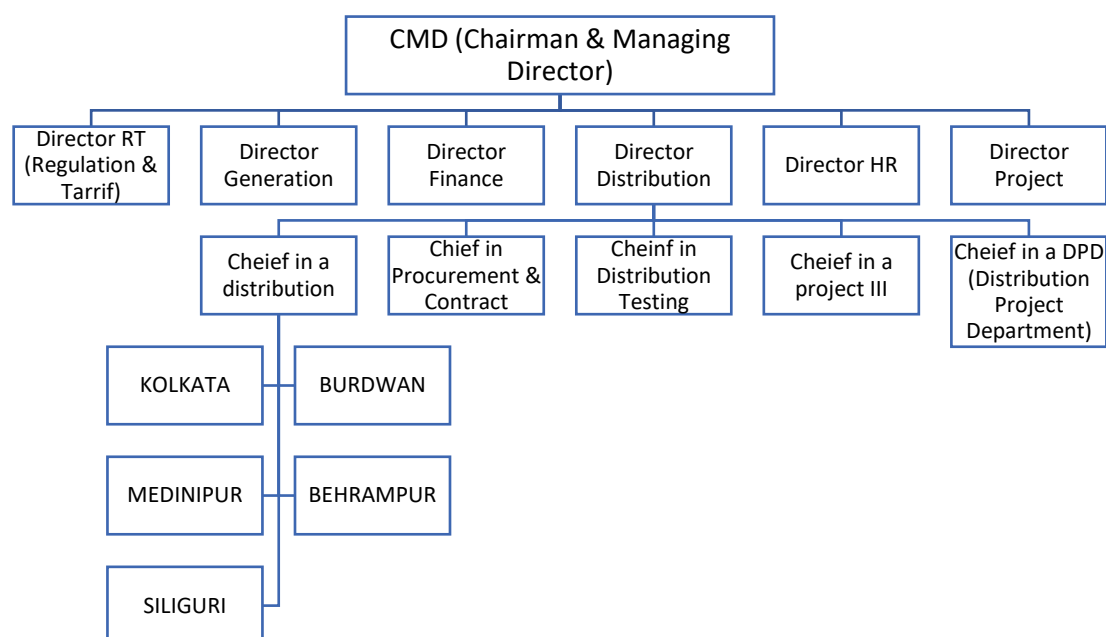 CMD (Chairman & Managing
Director)
Director RT
(Regulation &
Tarrif)
Director
Generation
Director
Finance
Director
Distribution
Director HR
Director
Project
Cheief in a
distribution
Chief in
Procurement &
Contract
Cheinf in
Distribution
Testing
Cheief in a
project III
Cheief in a DPD
(Distribution
Project
Department)
KOLKATA
BURDWAN
MEDINIPUR
BEHRAMPUR
SILIGURI